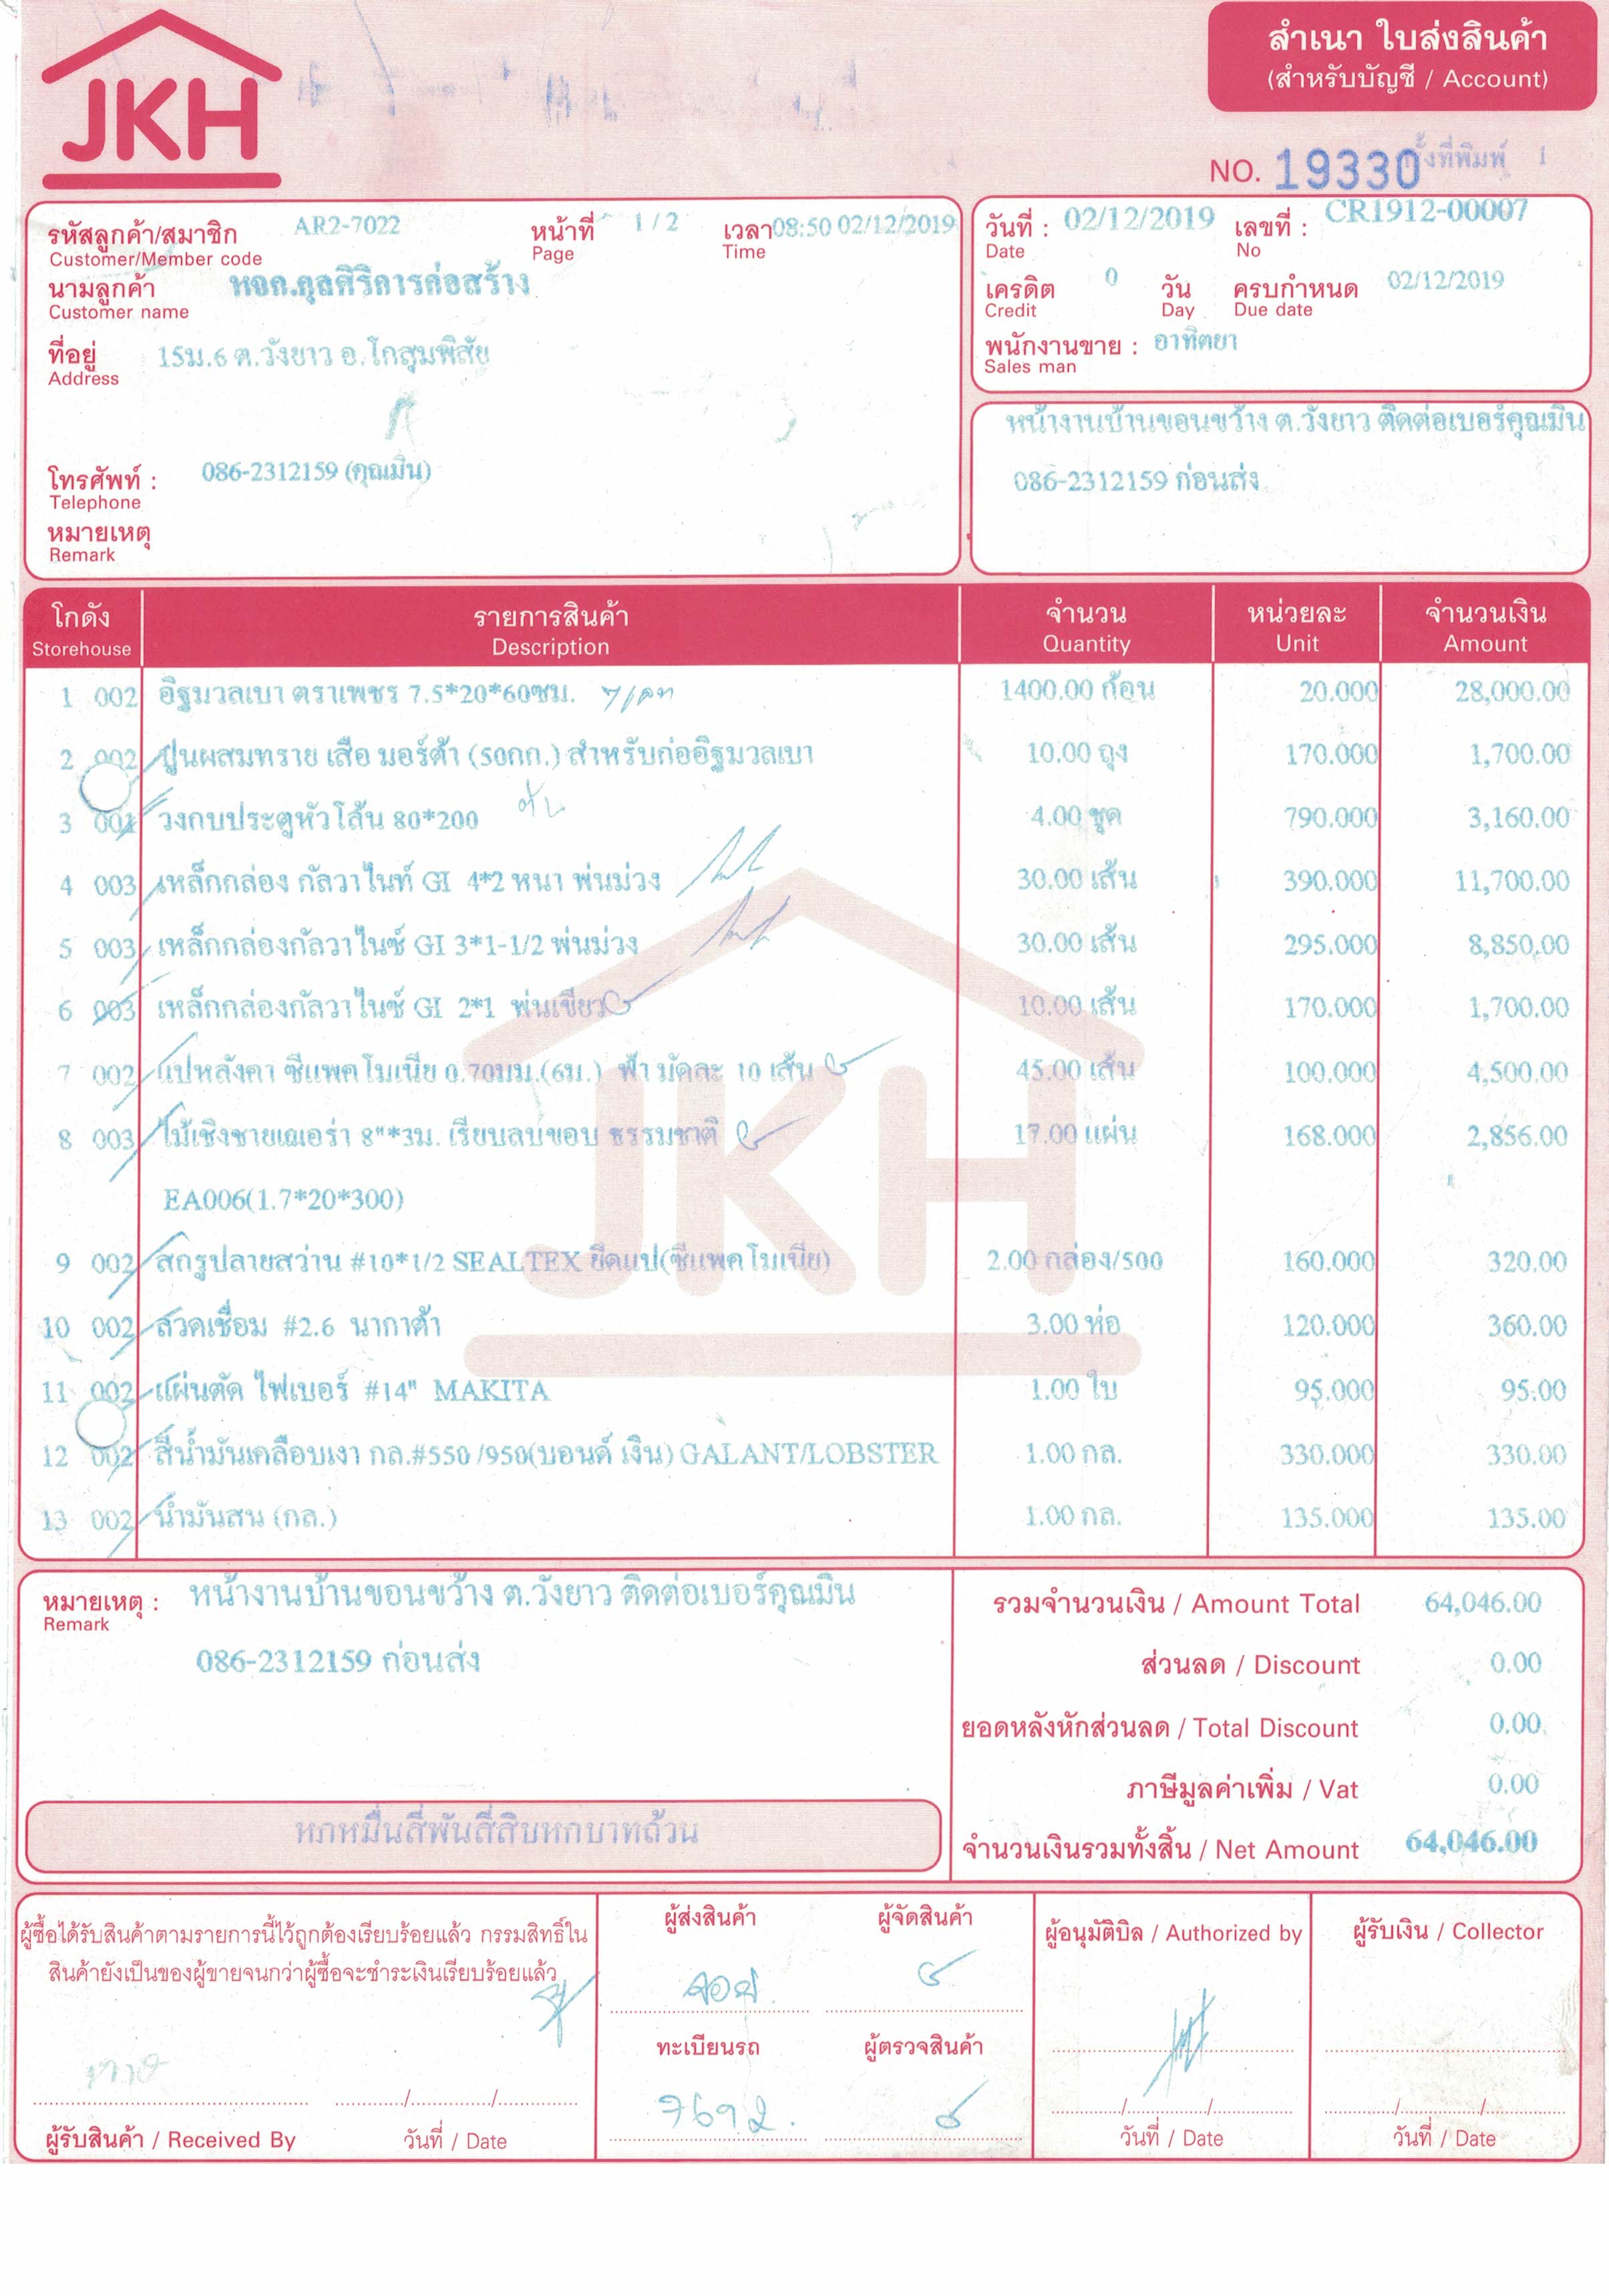 JKH
สำเนา ใบส่งสินค้า
(สำหรับบัญชี / Account)
NO. 19330 ครั้งที่พิมพ์ 1
รหัสลูกค้า/สมาชิก AR2-7022 หน้าที่ 1 / 2 เวลา 08:50 02/12/2019
Customer/Member code Page Time
นามลูกค้า หจก.กุลศิริการก่อสร้าง
Customer name
ที่อยู่ 15ม.6 ต.วังยาว อ.โกสุมพิสัย
Address
โทรศัพท์ : 086-2312159 (คุณมิน)
Telephone
หมายเหตุ
Remark
วันที่ : 02/12/2019 เลขที่ : CR1912-00007
Date No
เครดิต 0 วัน ครบกำหนด 02/12/2019
Credit Day Due date
พนักงานขาย : อาทิตยา
Sales man
หน้างานบ้านขอนขว้าง ต.วังยาว ติดต่อเบอร์คุณมิน
086-2312159 ก่อนส่ง
โกดัง รายการสินค้า จำนวน หน่วยละ จำนวนเงิน
Storehouse Description Quantity Unit Amount
1 002 อิฐมวลเบา ตราเพชร 7.5*20*60ซม. 1400.00 ก้อน 20.000 28,000.00
2 002 ปูนผสมทราย เสือ มอร์ต้า (50กก.) สำหรับก่ออิฐมวลเบา 10.00 ถุง 170.000 1,700.00
3 001 วงกบประตูหัวโล้น 80*200 4.00 ชุด 790.000 3,160.00
4 003 เหล็กกล่อง กัลวาไนท์ GI 4*2 หนา พ่นม่วง 30.00 เส้น 390.000 11,700.00
5 003 เหล็กกล่องกัลวาไนซ์ GI 3*1-1/2 พ่นม่วง 30.00 เส้น 295.000 8,850.00
6 003 เหล็กกล่องกัลวาไนซ์ GI 2*1 พ่นเขียว 10.00 เส้น 170.000 1,700.00
7 002 แปหลังคา ซีแพคโมเนีย 0.70มม.(6ม.) ฟ้า มัดละ 10 เส้น 45.00 เส้น 100.000 4,500.00
8 003 ไม้เชิงชายเฌอร่า 8"*3ม. เรียบลบขอบ ธรรมชาติ 17.00 แผ่น 168.000 2,856.00
EA006(1.7*20*300)
9 002 สกรูปลายสว่าน #10*1/2 SEALTEX ยึดแป(ซีแพคโมเนีย) 2.00 กล่อง/500 160.000 320.00
10 002 ลวดเชื่อม #2.6 นากาต้า 3.00 ห่อ 120.000 360.00
11 002 แผ่นตัด ไฟเบอร์ #14" MAKITA 1.00 ใบ 95.000 95.00
12 002 สีน้ำมันเคลือบเงา กล.#550 /950(บอนด์ เงิน) GALANT/LOBSTER 1.00 กล. 330.000 330.00
13 002 น้ำมันสน (กล.) 1.00 กล. 135.000 135.00
JKH
หมายเหตุ : หน้างานบ้านขอนขว้าง ต.วังยาว ติดต่อเบอร์คุณมิน
Remark
086-2312159 ก่อนส่ง
หกหมื่นสี่พันสี่สิบหกบาทถ้วน
รวมจำนวนเงิน / Amount Total 64,046.00
ส่วนลด / Discount 0.00
ยอดหลังหักส่วนลด / Total Discount 0.00
ภาษีมูลค่าเพิ่ม / Vat 0.00
จำนวนเงินรวมทั้งสิ้น / Net Amount 64,046.00
ผู้ซื้อได้รับสินค้าตามรายการนี้ไว้ถูกต้องเรียบร้อยแล้ว กรรมสิทธิ์ใน
สินค้ายังเป็นของผู้ขายจนกว่าผู้ซื้อจะชำระเงินเรียบร้อยแล้ว
ผู้รับสินค้า / Received By วันที่ / Date
ผู้ส่งสินค้า ผู้จัดสินค้า
ทะเบียนรถ ผู้ตรวจสินค้า
7692
ผู้อนุมัติบิล / Authorized by
วันที่ / Date
ผู้รับเงิน / Collector
วันที่ / Date